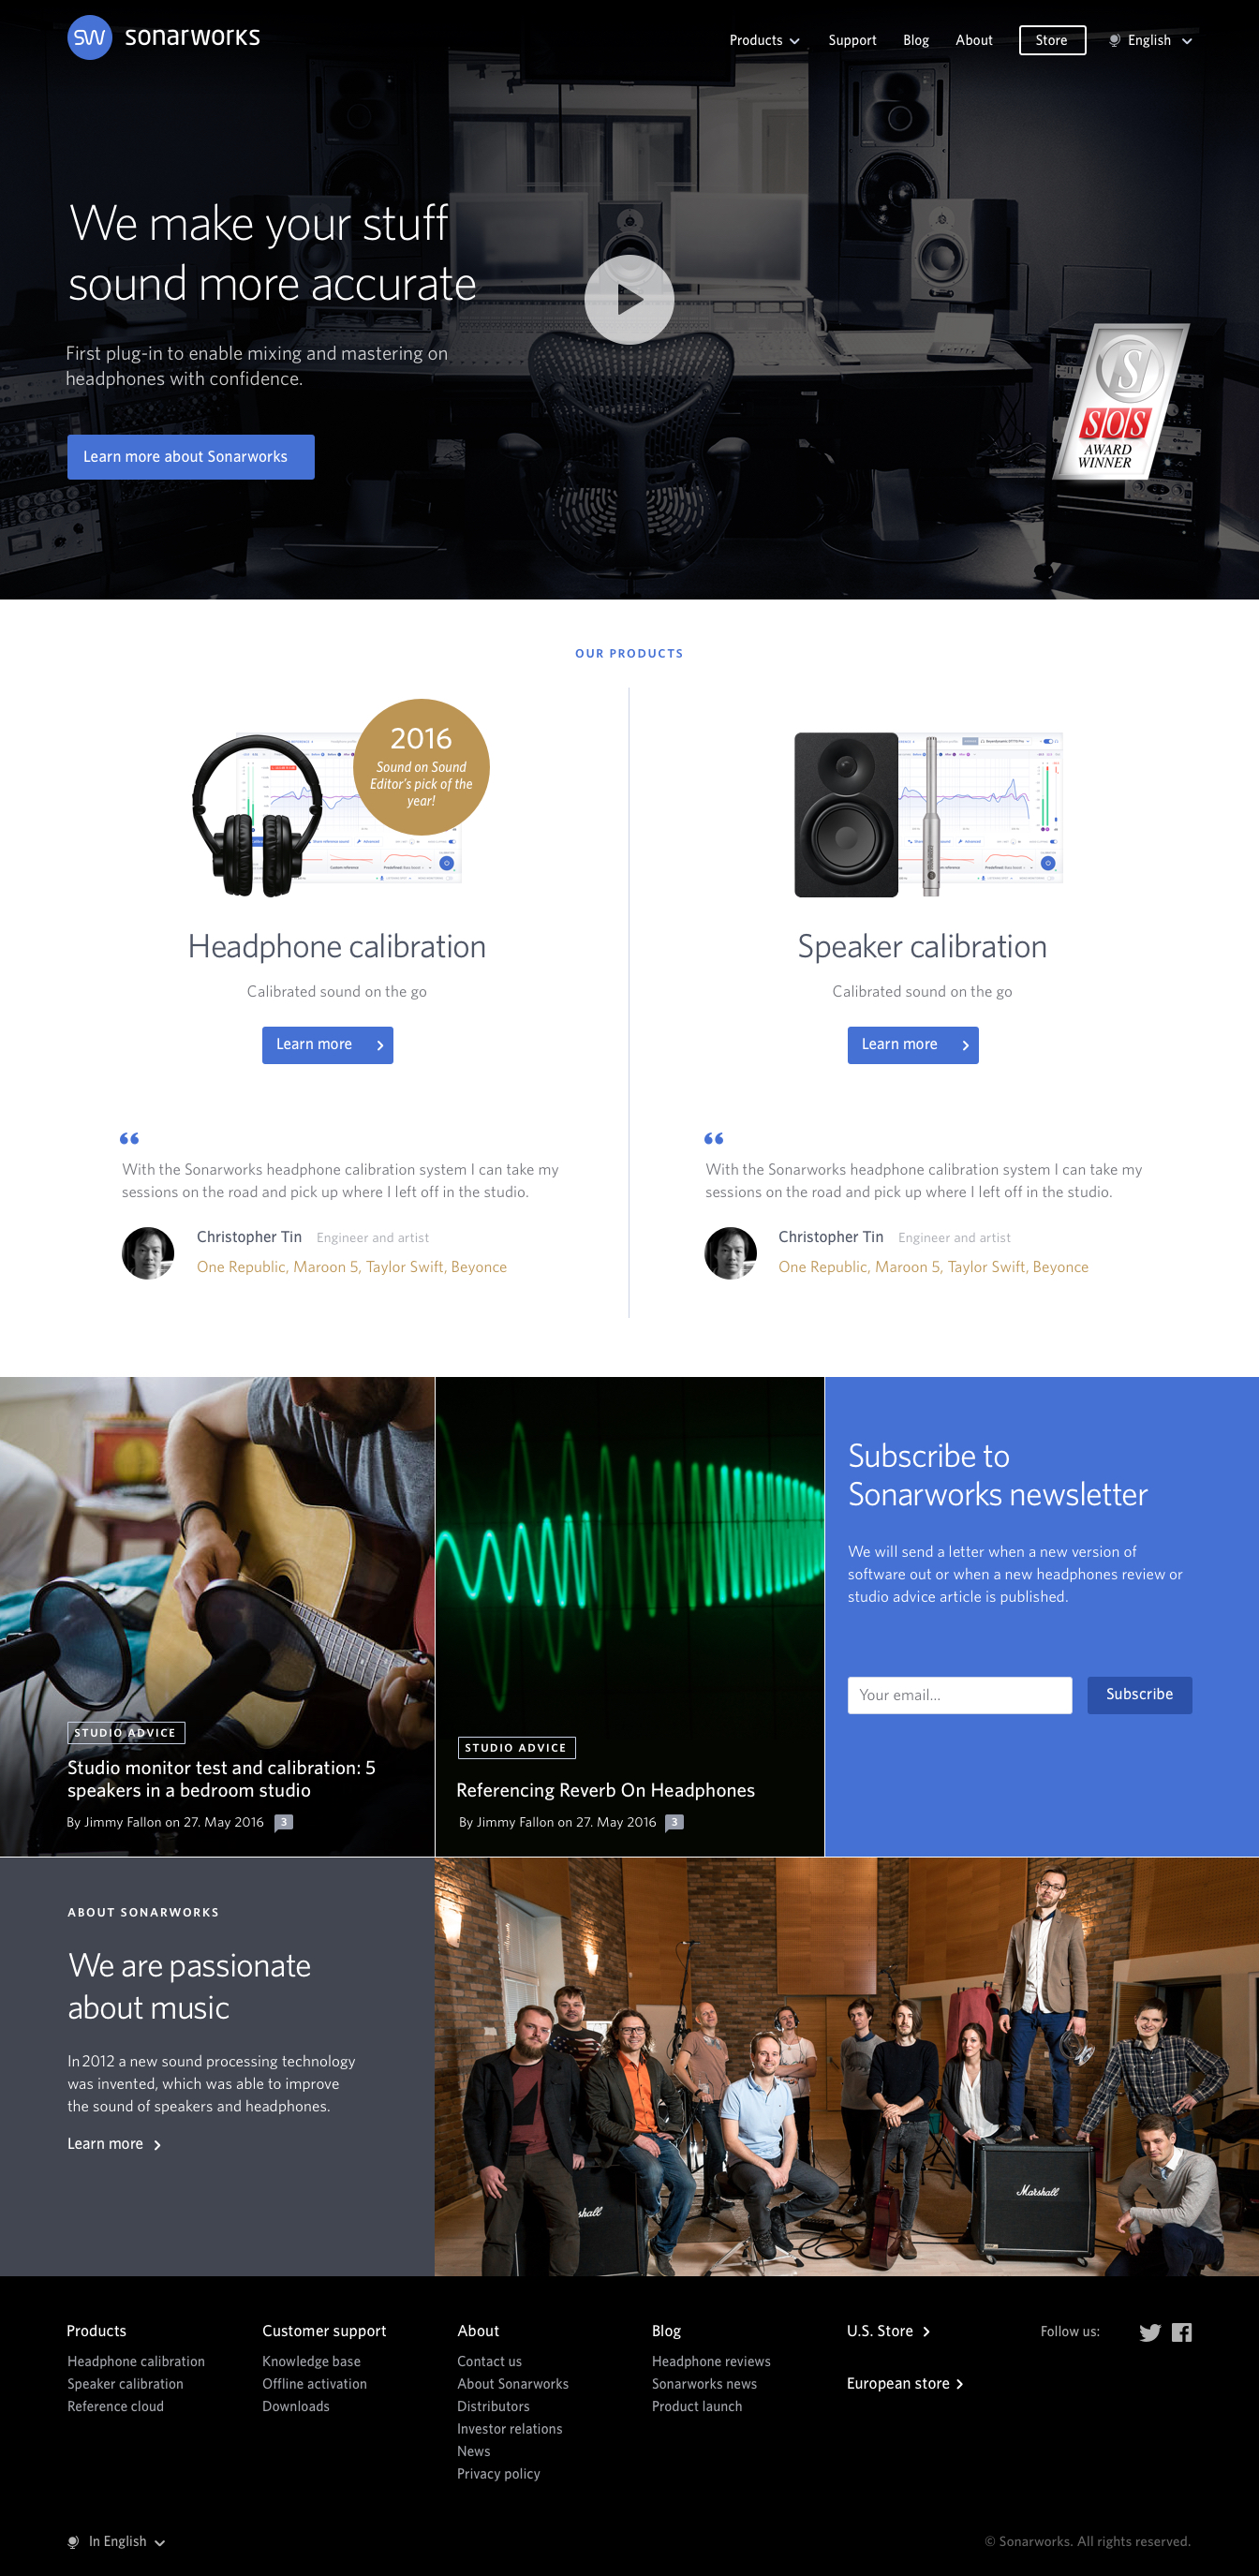 SW sonarworks
Products Support Blog About Store English
We make your stuff
sound more accurate
First plug-in to enable mixing and mastering on
headphones with confidence.
Learn more about Sonarworks
S
SOS
AWARD
WINNER
OUR PRODUCTS
2016
Sound on Sound
Editor's pick of the
year!
Headphone calibration
Calibrated sound on the go
Learn more
“
With the Sonarworks headphone calibration system I can take my
sessions on the road and pick up where I left off in the studio.
Christopher Tin Engineer and artist
One Republic, Maroon 5, Taylor Swift, Beyonce
Speaker calibration
Calibrated sound on the go
Learn more
“
With the Sonarworks headphone calibration system I can take my
sessions on the road and pick up where I left off in the studio.
Christopher Tin Engineer and artist
One Republic, Maroon 5, Taylor Swift, Beyonce
STUDIO ADVICE
Studio monitor test and calibration: 5
speakers in a bedroom studio
By Jimmy Fallon on 27. May 2016 3
STUDIO ADVICE
Referencing Reverb On Headphones
By Jimmy Fallon on 27. May 2016 3
Subscribe to
Sonarworks newsletter
We will send a letter when a new version of
software out or when a new headphones review or
studio advice article is published.
Your email... Subscribe
ABOUT SONARWORKS
We are passionate
about music
In 2012 a new sound processing technology
was invented, which was able to improve
the sound of speakers and headphones.
Learn more
Marshall
shall
Products
Headphone calibration
Speaker calibration
Reference cloud
Customer support
Knowledge base
Offline activation
Downloads
About
Contact us
About Sonarworks
Distributors
Investor relations
News
Privacy policy
Blog
Headphone reviews
Sonarworks news
Product launch
U.S. Store
European store
Follow us:
In English
© Sonarworks. All rights reserved.